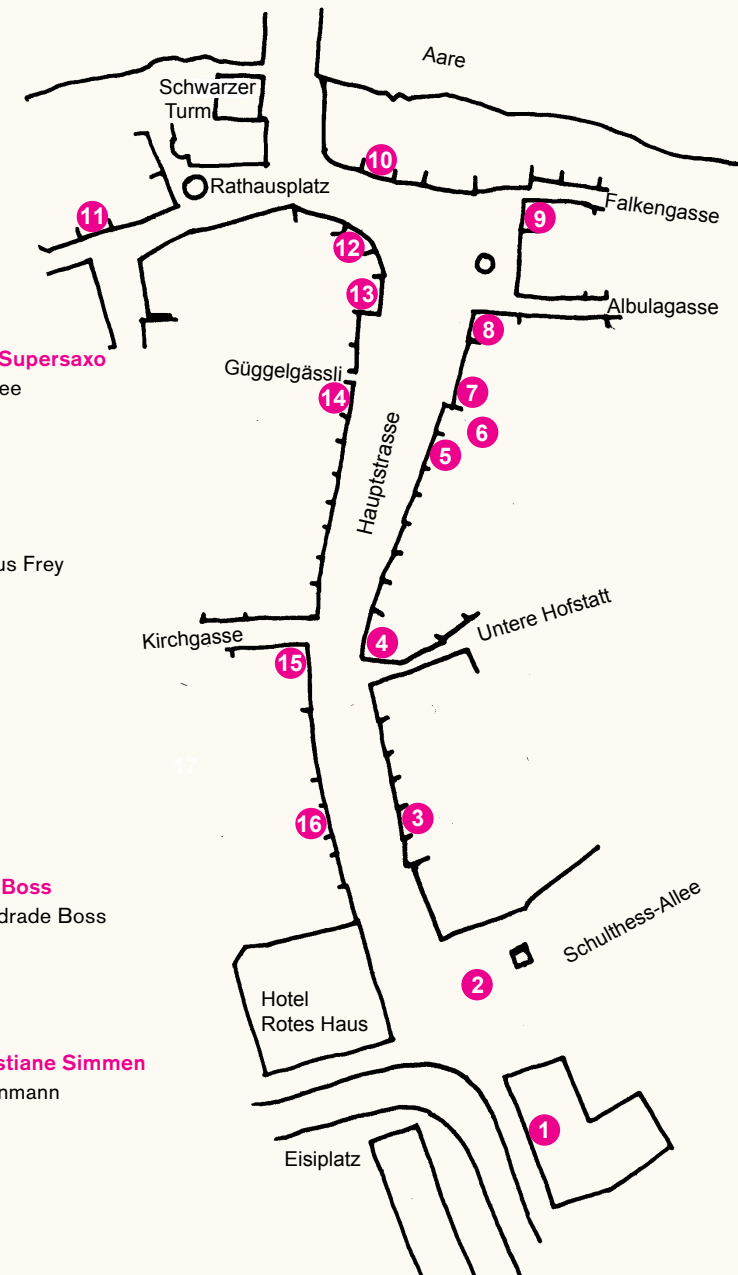 Aare
Schwarzer
Turm
10
Rathausplatz
Falkengasse
11
9
12
13
Albulagasse
8
Supersaxo
ee
Güggelgässli
14
7
6
5
Hauptstrasse
us Frey
Untere Hofstatt
Kirchgasse
4
15
17
16
3
Boss
drade Boss
Schulthess-Allee
2
Hotel
Rotes Haus
stiane Simmen
nmann
1
Eisiplatz